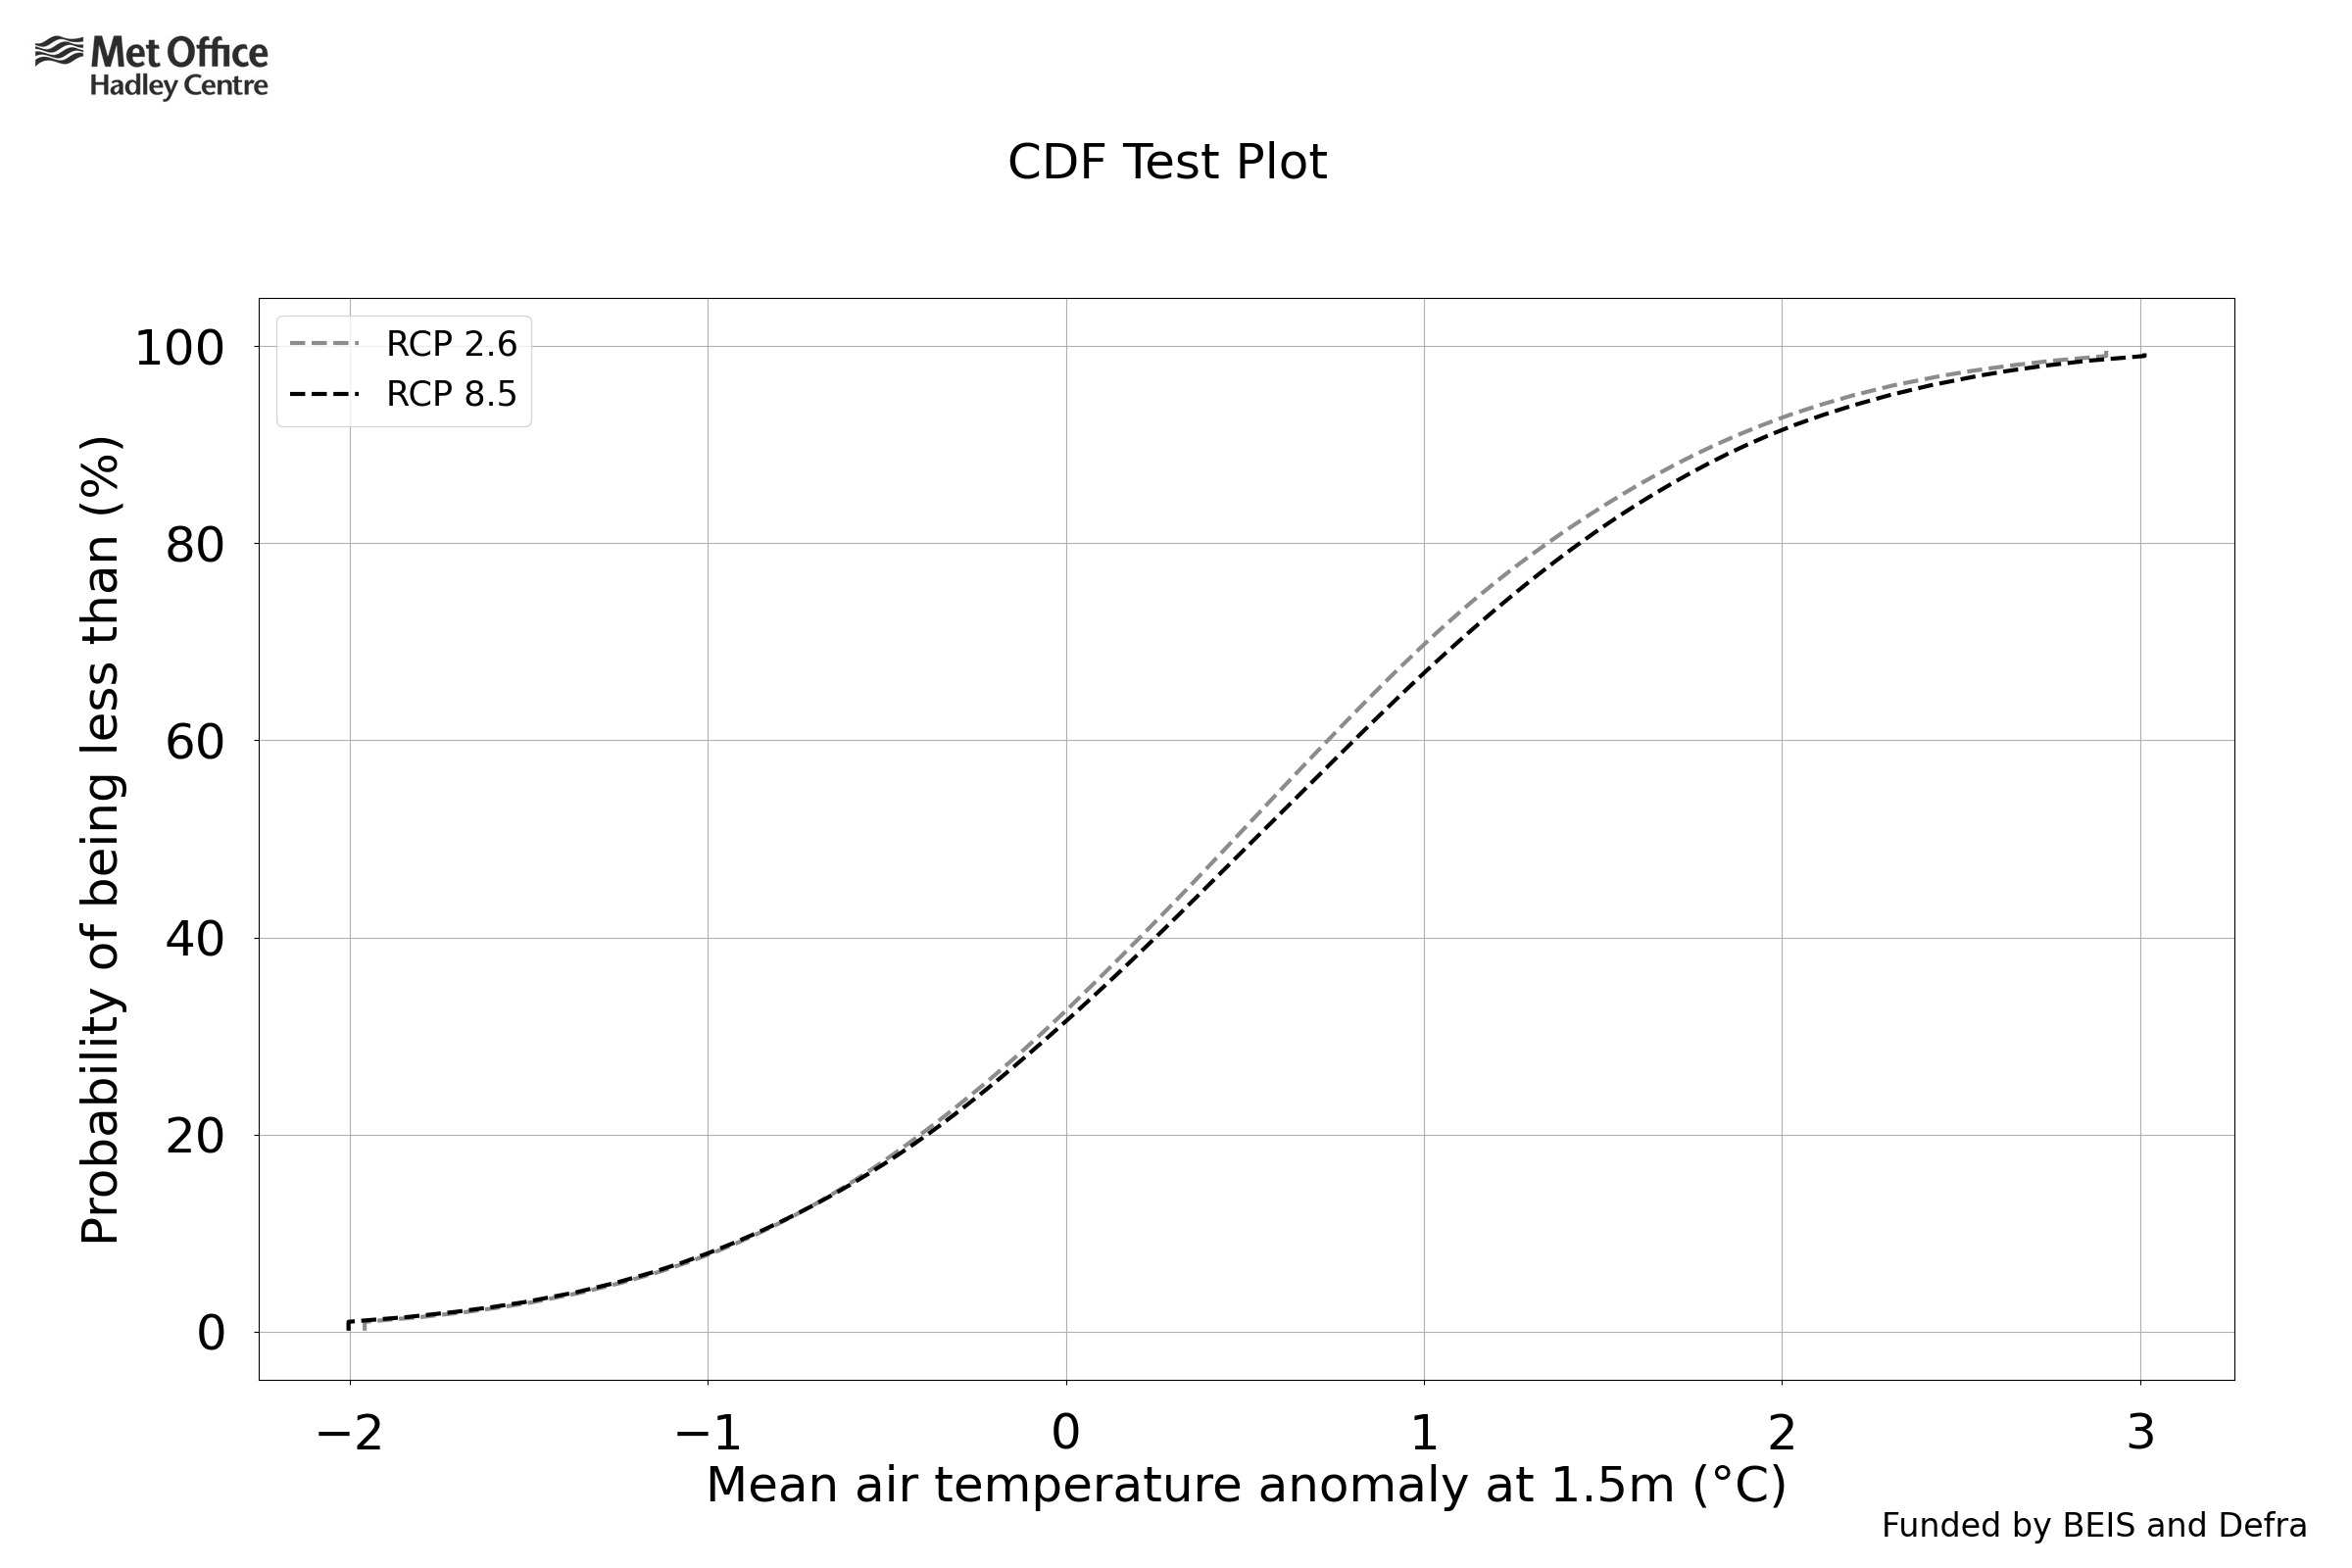 Met Office
Hadley Centre
CDF Test Plot
RCP 2.6
RCP 8.5
Probability of being less than (%)
100
80
60
40
20
0
−2 −1 0 1 2 3
Mean air temperature anomaly at 1.5m (°C)
Funded by BEIS and Defra